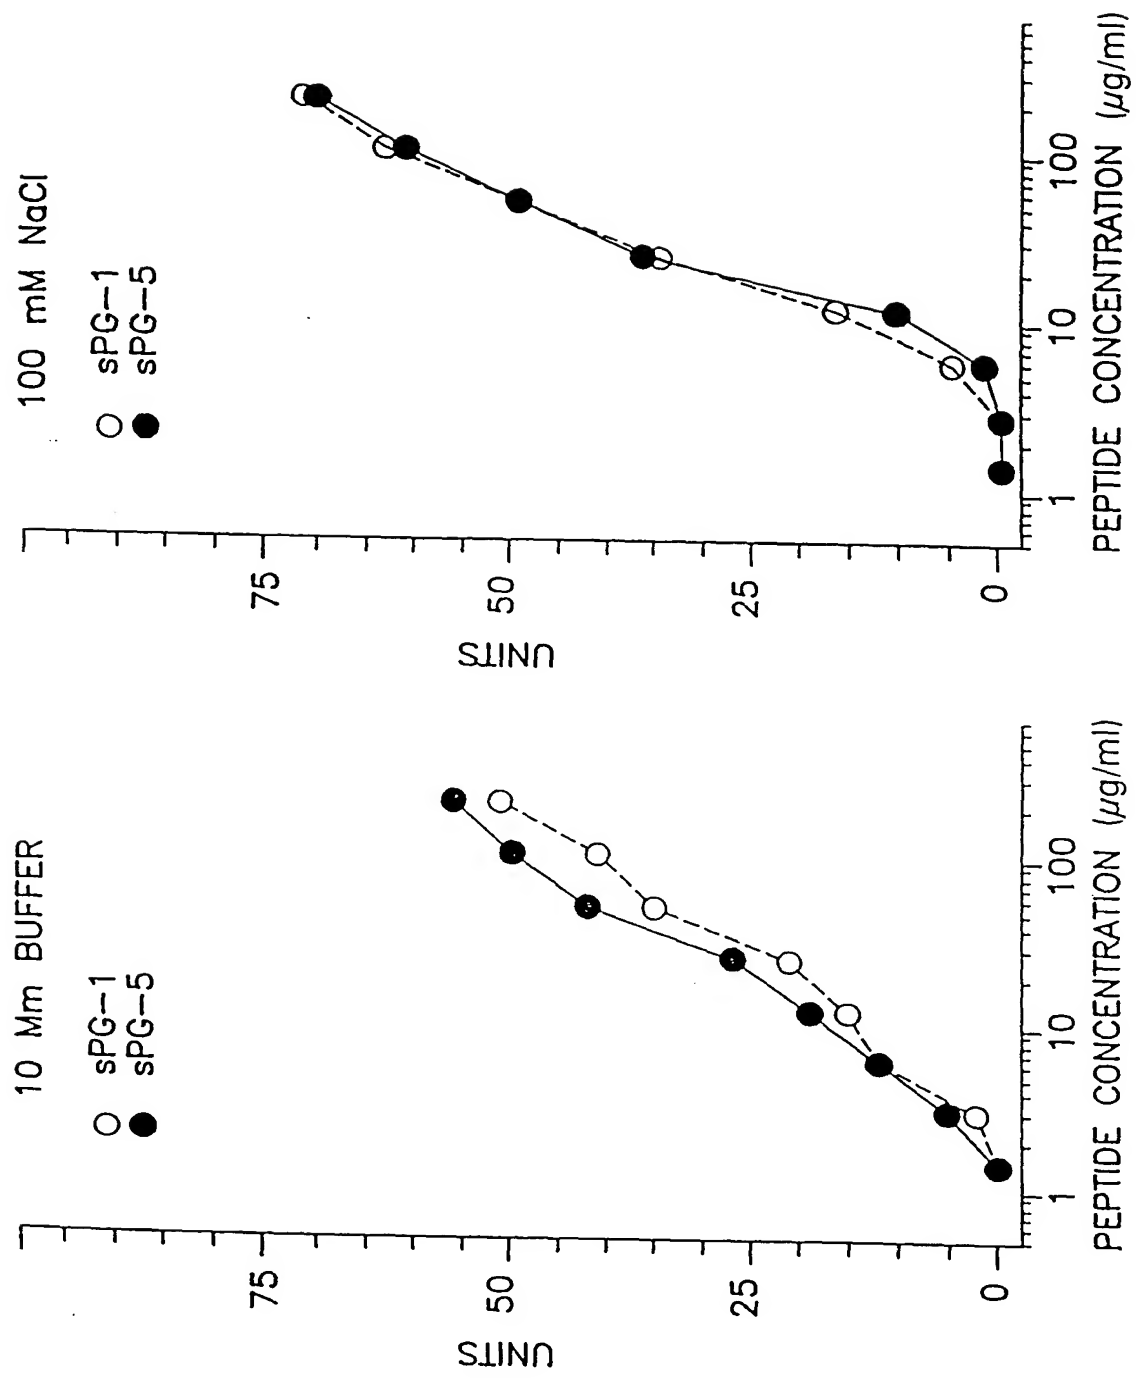 10 Mm BUFFER
sPG-1
sPG-5
75
50
25
0
UNITS
1
10
100
PEPTIDE CONCENTRATION (µg/ml)
100 mM NaCl
sPG-1
sPG-5
75
50
25
0
UNITS
1
10
100
PEPTIDE CONCENTRATION (µg/ml)